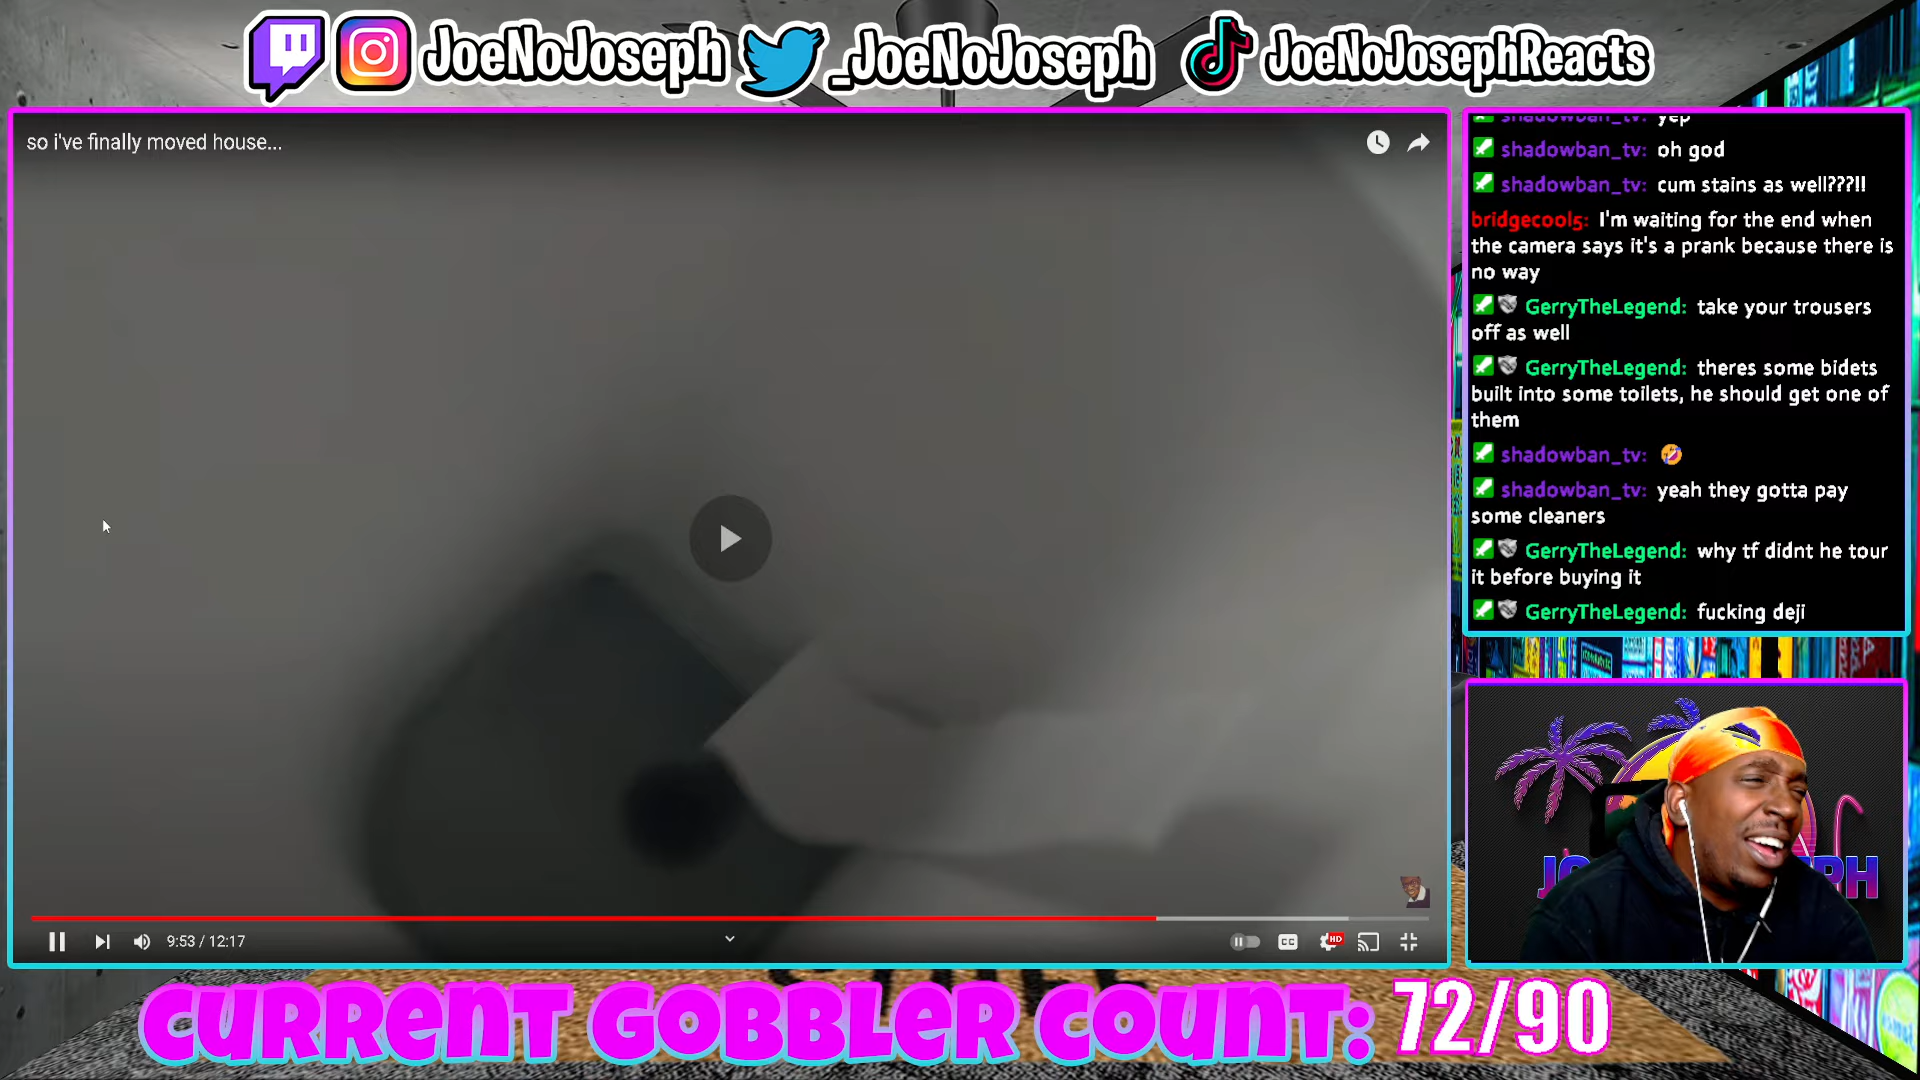 JoeNoJoseph
_JoeNoJoseph
JoeNoJosephReacts
so i've finally moved house...
shadowban_tv: yep
shadowban_tv: oh god
shadowban_tv: cum stains as well???!!
bridgecool5: I'm waiting for the end when
the camera says it's a prank because there is
no way
GerryTheLegend: take your trousers
off as well
GerryTheLegend: theres some bidets
built into some toilets, he should get one of
them
shadowban_tv: 🤣
shadowban_tv: yeah they gotta pay
some cleaners
GerryTheLegend: why tf didnt he tour
it before buying it
GerryTheLegend: fucking deji
9:53 / 12:17
CC
HD
CURRENT GOBBLER COUNT: 72/90